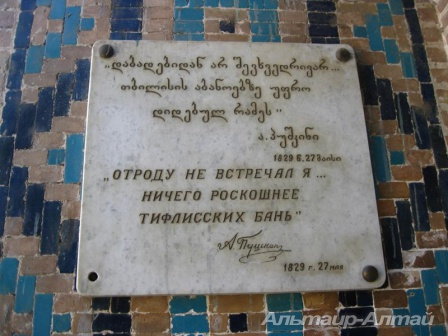 „დაბადებიდან არ შევხვედრივარ...
თბილისის აბანოებზე უფრო
დიდებულ რამეს"
ა. პუშკინი
1829 წ. 27 მაისი
„ОТРОДУ НЕ ВСТРЕЧАЛ Я...
НИЧЕГО РОСКОШНЕЕ
ТИФЛИССКИХ БАНЬ"
А. Пушкин
1829 г. 27 мая
Альтаир-Алтай